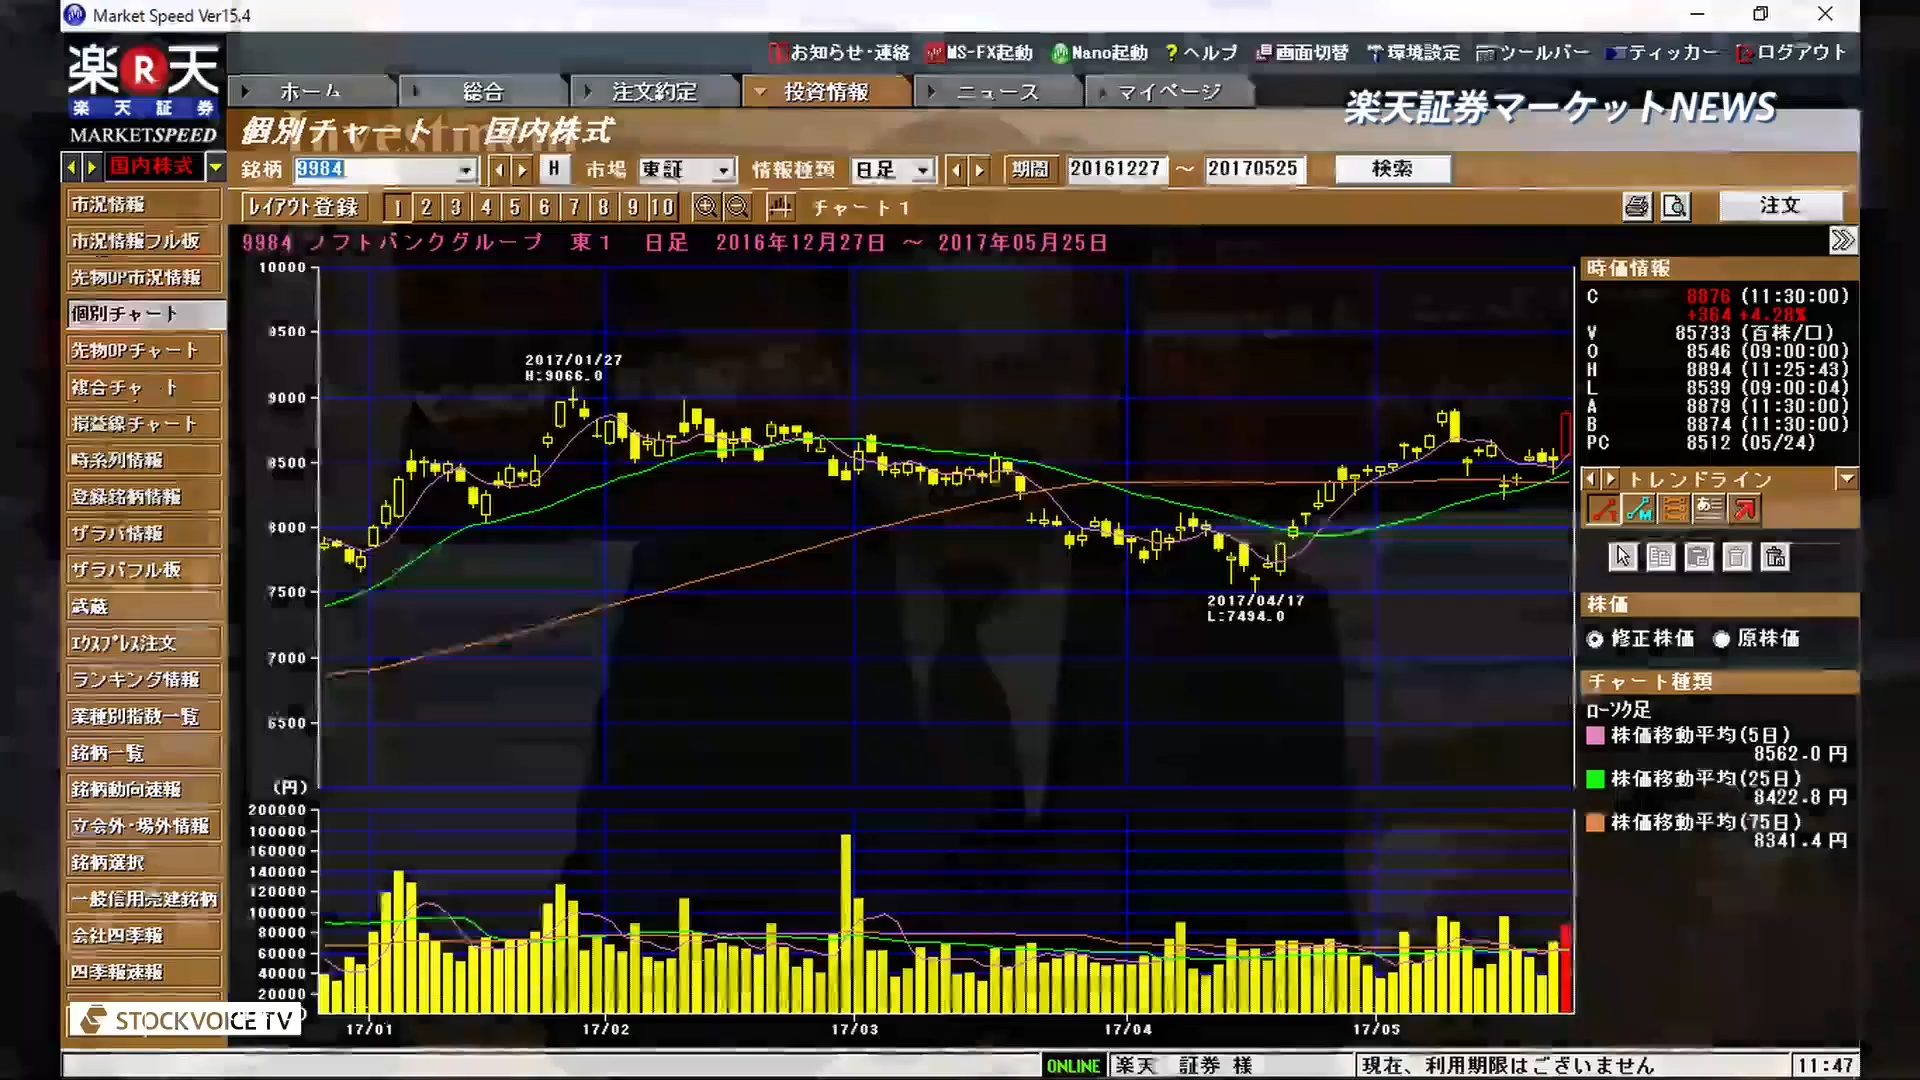 Market Speed Ver15.4
お知らせ・連絡 MS-FX起動 Nano起動 ヘルプ 画面切替 環境設定 ツールバー ティッカー ログアウト
楽R天
楽天証券
MARKETSPEED
ホーム 総合 注文約定 投資情報 ニュース マイページ
楽天証券マーケットNEWS
個別チャート - 国内株式
国内株式
銘柄 9984 H 市場 東証 情報種類 日足 期間 20161227 ～ 20170525 検索
レイアウト登録 1 2 3 4 5 6 7 8 9 10 チャート1 注文
9984 ソフトバンクグループ 東1 日足 2016年12月27日 ～ 2017年05月25日
市況情報
市況情報フル板
先物OP市況情報
個別チャート
先物OPチャート
複合チャート
損益線チャート
時系列情報
登録銘柄情報
ザラバ情報
ザラバフル板
武蔵
エクスプレス注文
ランキング情報
業種別指数一覧
銘柄一覧
銘柄動向速報
立会外・場外情報
銘柄選択
一般信用売建銘柄
会社四季報
四季報速報
STOCKVOICE TV
10000
9500
9000
8500
8000
7500
7000
6500
(円)
2017/01/27
H:9066.0
2017/04/17
L:7494.0
200000
180000
160000
140000
120000
100000
80000
60000
40000
20000
17/01 17/02 17/03 17/04 17/05
時価情報
C 8876 (11:30:00)
+364 +4.28%
V 85733 (百株/口)
O 8546 (09:00:00)
H 8894 (11:25:43)
L 8539 (09:00:04)
A 8879 (11:30:00)
B 8874 (11:30:00)
PC 8512 (05/24)
トレンドライン
株価
修正株価 原株価
チャート種類
ローソク足
株価移動平均(5日)
8562.0 円
株価移動平均(25日)
8422.8 円
株価移動平均(75日)
8341.4 円
ONLINE 楽天 証券 様 現在、利用期限はございません 11:47